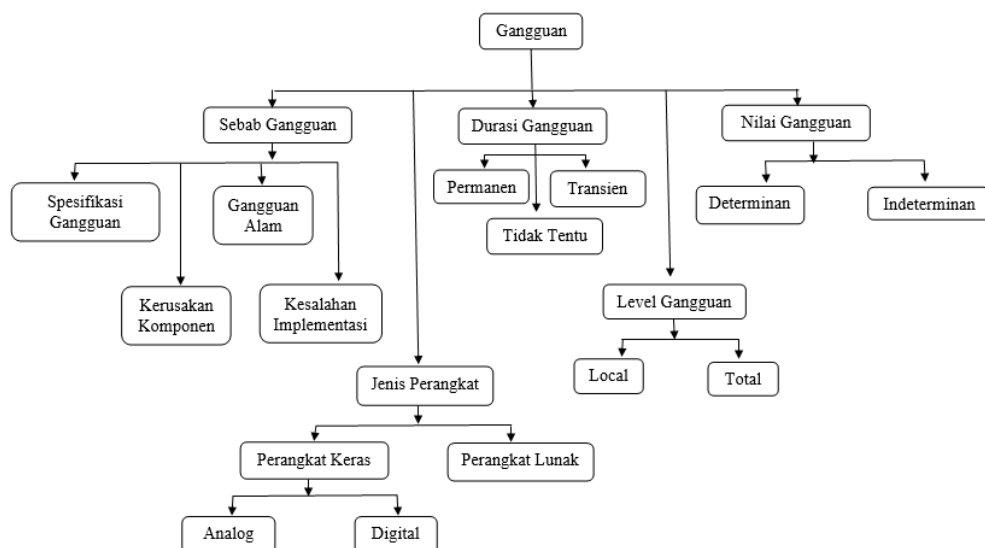 Gangguan
Sebab Gangguan
Durasi Gangguan
Nilai Gangguan
Spesifikasi
Gangguan
Gangguan
Alam
Permanen
Transien
Determinan
Indeterminan
Tidak Tentu
Kerusakan
Komponen
Kesalahan
Implementasi
Level Gangguan
Local
Total
Jenis Perangkat
Perangkat Keras
Perangkat Lunak
Analog
Digital